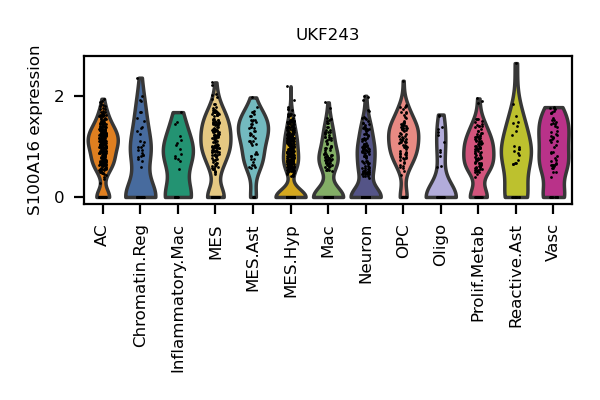 UKF243
S100A16 expression
2
0
AC
Chromatin.Reg
Inflammatory.Mac
MES
MES.Ast
MES.Hyp
Mac
Neuron
OPC
Oligo
Prolif.Metab
Reactive.Ast
Vasc